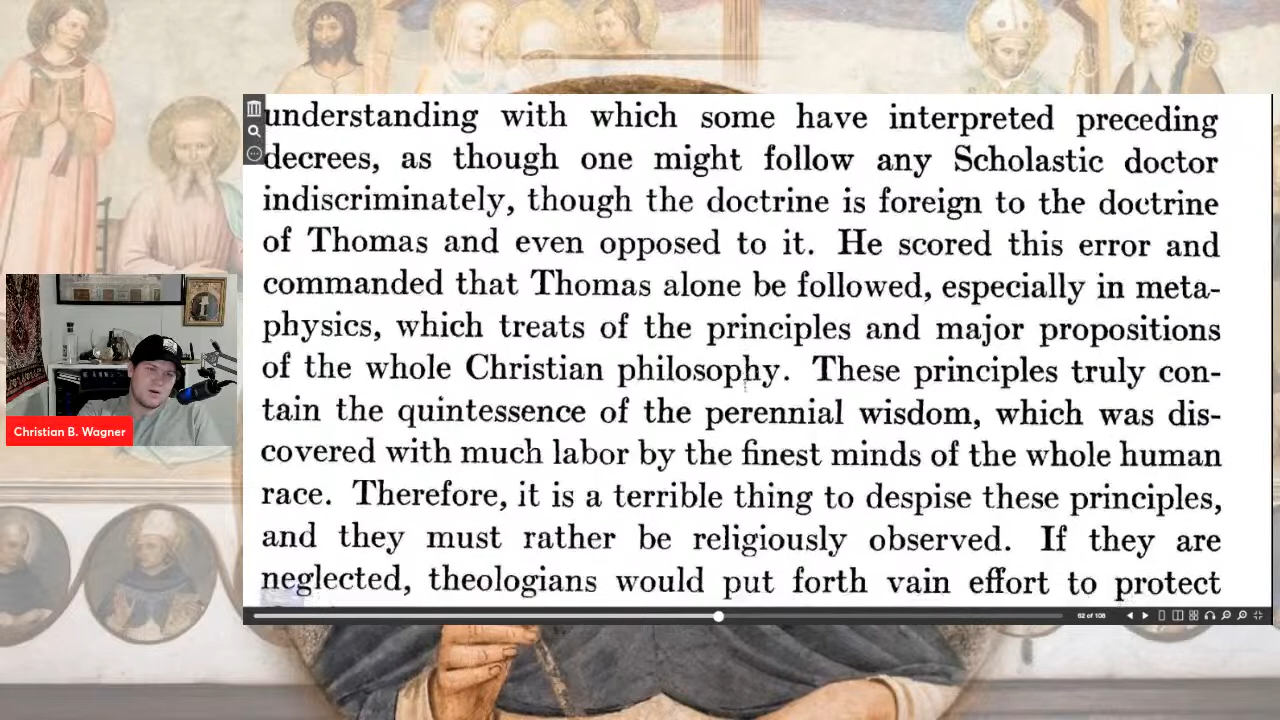 understanding with which some have interpreted preceding
decrees, as though one might follow any Scholastic doctor
indiscriminately, though the doctrine is foreign to the doctrine
of Thomas and even opposed to it. He scored this error and
commanded that Thomas alone be followed, especially in meta-
physics, which treats of the principles and major propositions
of the whole Christian philosophy. These principles truly con-
tain the quintessence of the perennial wisdom, which was dis-
covered with much labor by the finest minds of the whole human
race. Therefore, it is a terrible thing to despise these principles,
and they must rather be religiously observed. If they are
neglected, theologians would put forth vain effort to protect
62 of 108
Christian B. Wagner